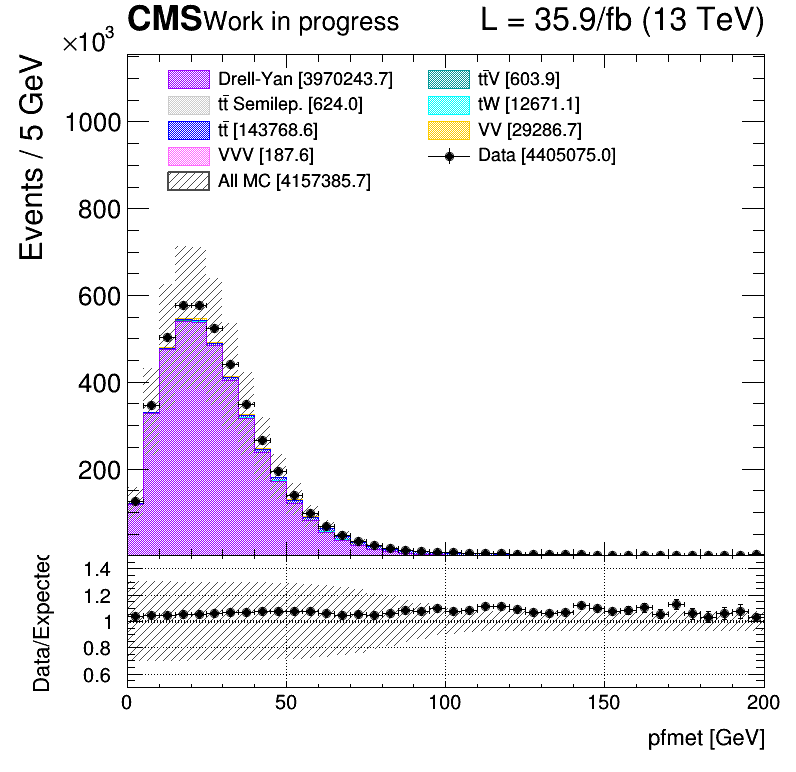 CMS Work in progress L = 35.9/fb (13 TeV)
×10³
Events / 5 GeV
Drell-Yan [3970243.7]
tt̄ Semilep. [624.0]
tt̄ [143768.6]
VVV [187.6]
All MC [4157385.7]
tt̄V [603.9]
tW [12671.1]
VV [29286.7]
Data [4405075.0]
1000
800
600
400
200
Data/Expected
1.4
1.2
1
0.8
0.6
0 50 100 150 200
pfmet [GeV]